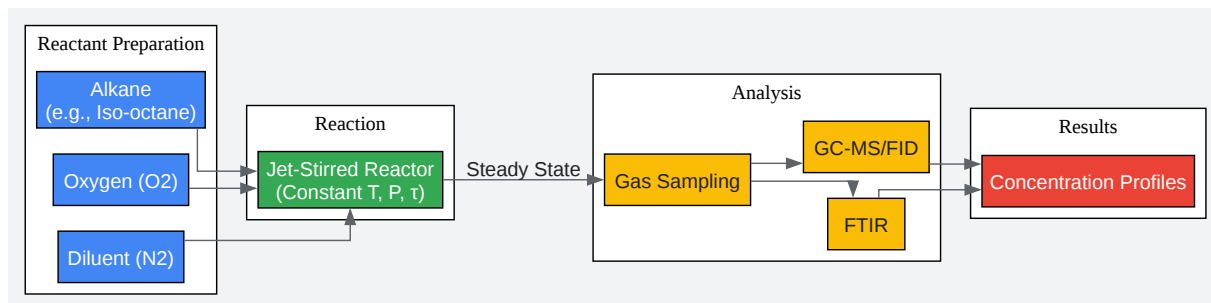 Reactant Preparation
Alkane
(e.g., Iso-octane)
Oxygen (O2)
Diluent (N2)
Reaction
Jet-Stirred Reactor
(Constant T, P, τ)
Steady State
Analysis
Gas Sampling
GC-MS/FID
FTIR
Results
Concentration Profiles